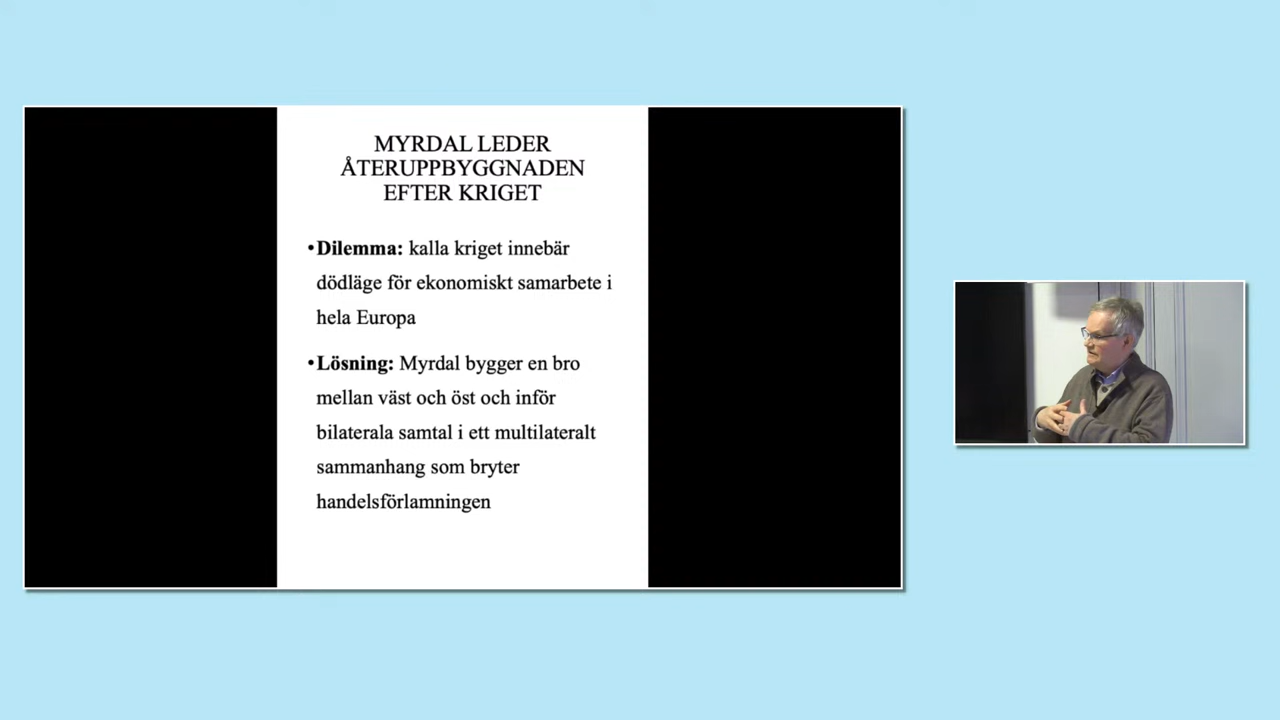 MYRDAL LEDER
ÅTERUPPBYGGNADEN
EFTER KRIGET
•Dilemma: kalla kriget innebär
dödläge för ekonomiskt samarbete i
hela Europa
•Lösning: Myrdal bygger en bro
mellan väst och öst och inför
bilaterala samtal i ett multilateralt
sammanhang som bryter
handelsförlamningen